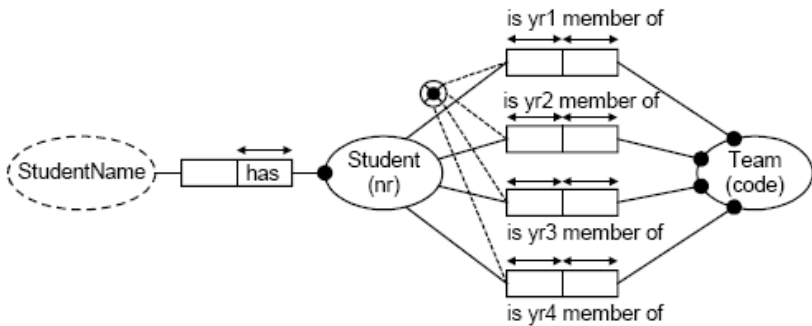 is yr1 member of
is yr2 member of
StudentName
has
Student
(nr)
Team
(code)
is yr3 member of
is yr4 member of